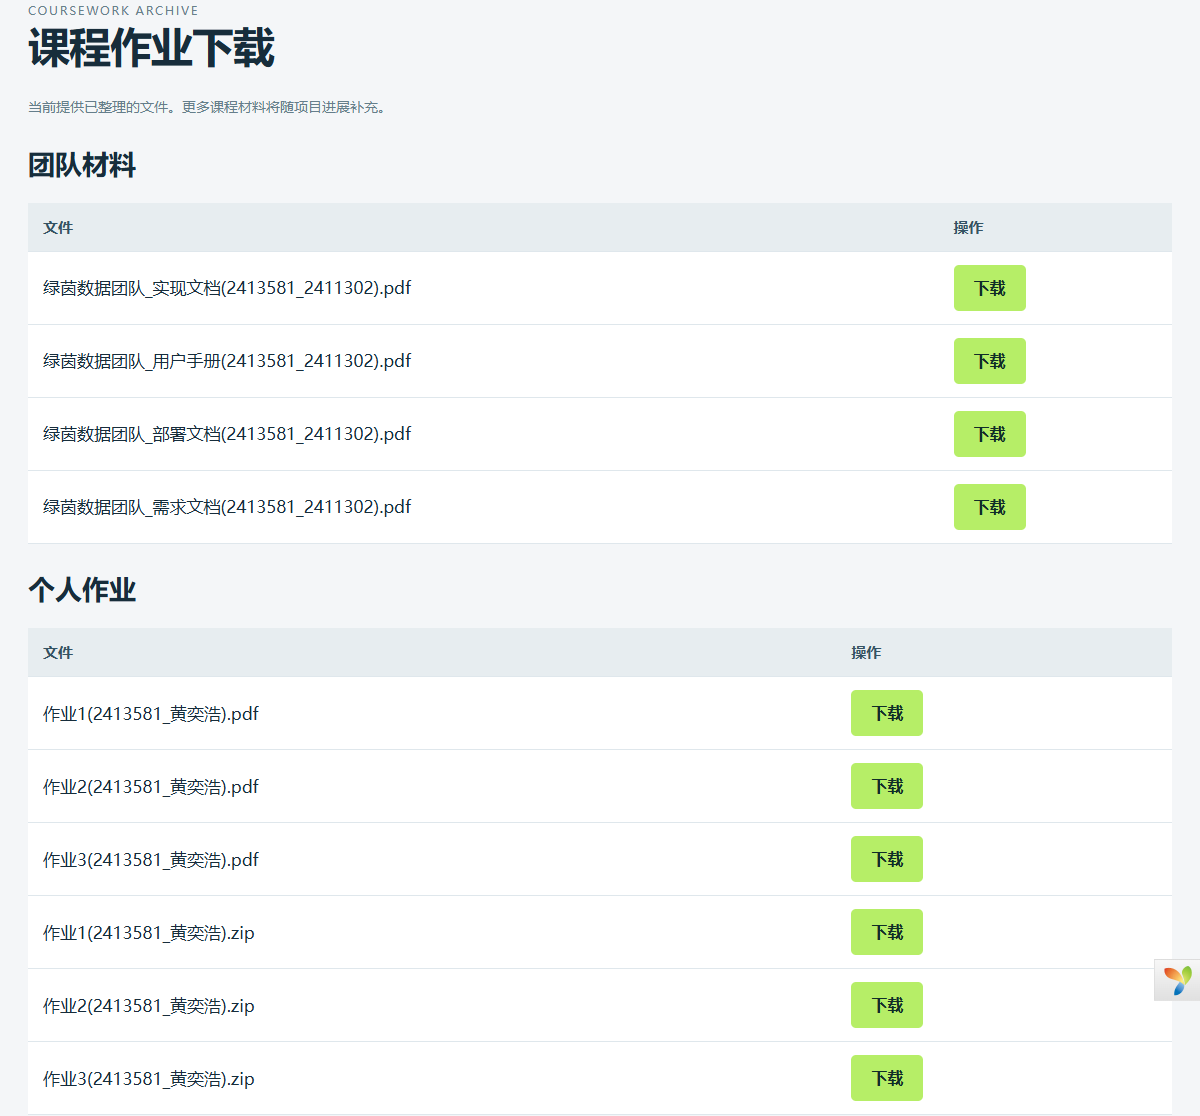 COURSEWORK ARCHIVE
课程作业下载
当前提供已整理的文件。更多课程材料将随项目进展补充。
团队材料
文件 操作
绿茵数据团队_实现文档(2413581_2411302).pdf 下载
绿茵数据团队_用户手册(2413581_2411302).pdf 下载
绿茵数据团队_部署文档(2413581_2411302).pdf 下载
绿茵数据团队_需求文档(2413581_2411302).pdf 下载
个人作业
文件 操作
作业1(2413581_黄奕浩).pdf 下载
作业2(2413581_黄奕浩).pdf 下载
作业3(2413581_黄奕浩).pdf 下载
作业1(2413581_黄奕浩).zip 下载
作业2(2413581_黄奕浩).zip 下载
作业3(2413581_黄奕浩).zip 下载